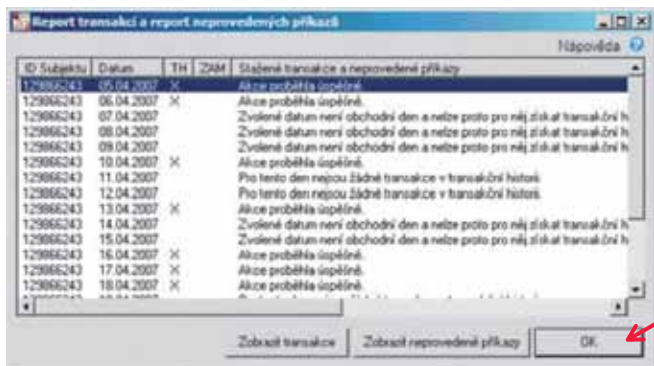 Report transakcí a report neprovedených příkazů
Nápověda
ID Subjektu Datum TH ZAM Stažené transakce a neprovedené příkazy
129866243 05.04.2007 X Akce proběhla úspěšně.
129866243 06.04.2007 X Akce proběhla úspěšně.
129866243 07.04.2007 Zvolené datum není obchodní den a nelze proto pro něj získat transakční h
129866243 08.04.2007 Zvolené datum není obchodní den a nelze proto pro něj získat transakční h
129866243 09.04.2007 Zvolené datum není obchodní den a nelze proto pro něj získat transakční h
129866243 10.04.2007 X Akce proběhla úspěšně.
129866243 11.04.2007 Pro tento den nejsou žádné transakce v transakční historii.
129866243 12.04.2007 Pro tento den nejsou žádné transakce v transakční historii.
129866243 13.04.2007 X Akce proběhla úspěšně.
129866243 14.04.2007 Zvolené datum není obchodní den a nelze proto pro něj získat transakční h
129866243 15.04.2007 Zvolené datum není obchodní den a nelze proto pro něj získat transakční h
129866243 16.04.2007 X Akce proběhla úspěšně.
129866243 17.04.2007 X Akce proběhla úspěšně.
129866243 18.04.2007 X Akce proběhla úspěšně.
Zobrazit transakce Zobrazit neprovedené příkazy OK